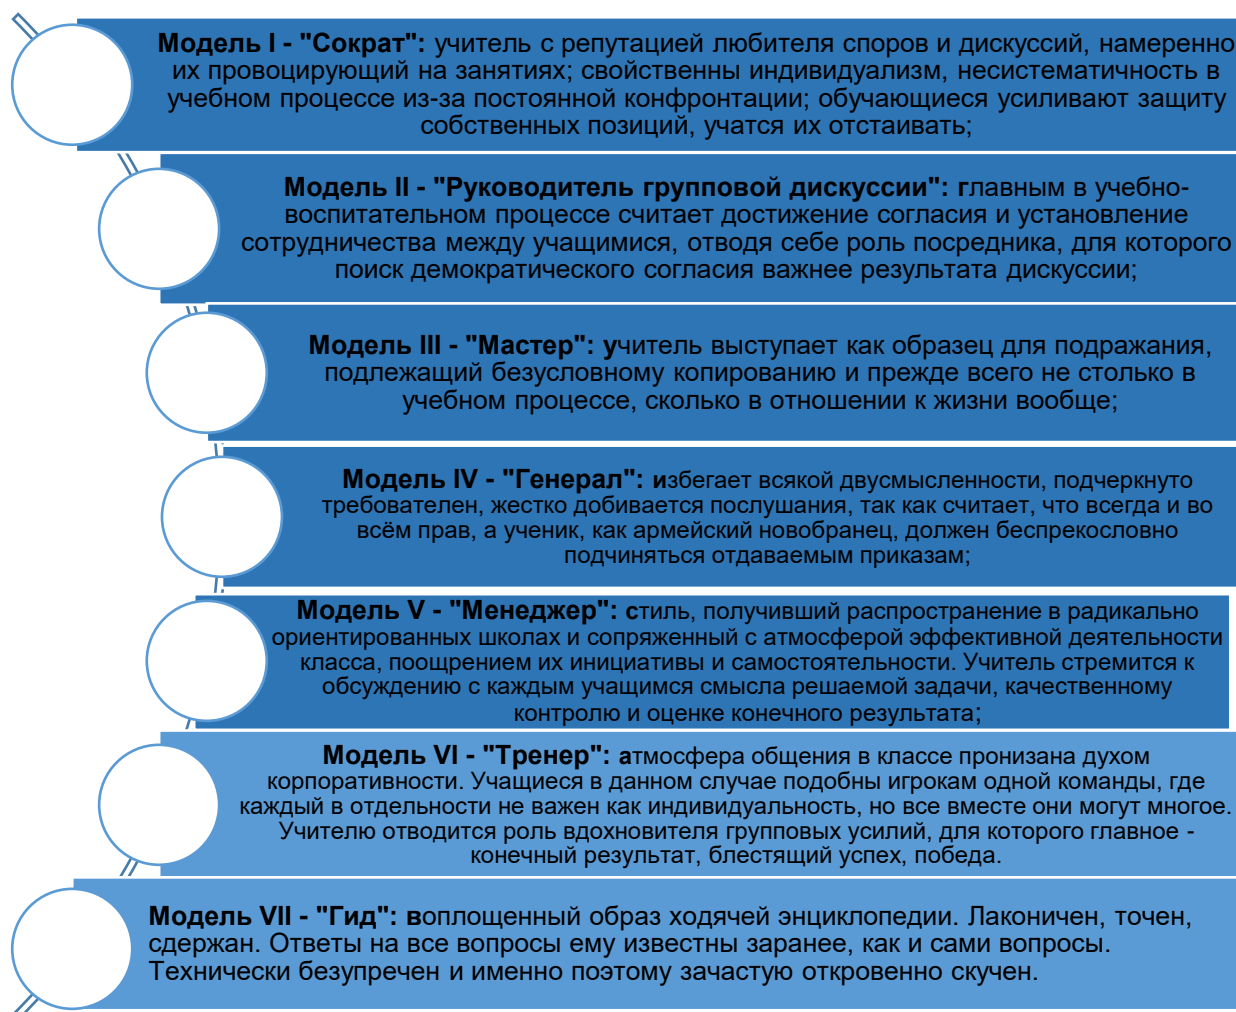 Модель I - "Сократ": учитель с репутацией любителя споров и дискуссий, намеренно
их провоцирующий на занятиях; свойственны индивидуализм, несистематичность в
учебном процессе из-за постоянной конфронтации; обучающиеся усиливают защиту
собственных позиций, учатся их отстаивать;
Модель II - "Руководитель групповой дискуссии": главным в учебно-
воспитательном процессе считает достижение согласия и установление
сотрудничества между учащимися, отводя себе роль посредника, для которого
поиск демократического согласия важнее результата дискуссии;
Модель III - "Мастер": учитель выступает как образец для подражания,
подлежащий безусловному копированию и прежде всего не столько в
учебном процессе, сколько в отношении к жизни вообще;
Модель IV - "Генерал": избегает всякой двусмысленности, подчеркнуто
требователен, жестко добивается послушания, так как считает, что всегда и во
всём прав, а ученик, как армейский новобранец, должен беспрекословно
подчиняться отдаваемым приказам;
Модель V - "Менеджер": стиль, получивший распространение в радикально
ориентированных школах и сопряженный с атмосферой эффективной деятельности
класса, поощрением их инициативы и самостоятельности. Учитель стремится к
обсуждению с каждым учащимся смысла решаемой задачи, качественному
контролю и оценке конечного результата;
Модель VI - "Тренер": атмосфера общения в классе пронизана духом
корпоративности. Учащиеся в данном случае подобны игрокам одной команды, где
каждый в отдельности не важен как индивидуальность, но все вместе они могут многое.
Учителю отводится роль вдохновителя групповых усилий, для которого главное -
конечный результат, блестящий успех, победа.
Модель VII - "Гид": воплощенный образ ходячей энциклопедии. Лаконичен, точен,
сдержан. Ответы на все вопросы ему известны заранее, как и сами вопросы.
Технически безупречен и именно поэтому зачастую откровенно скучен.